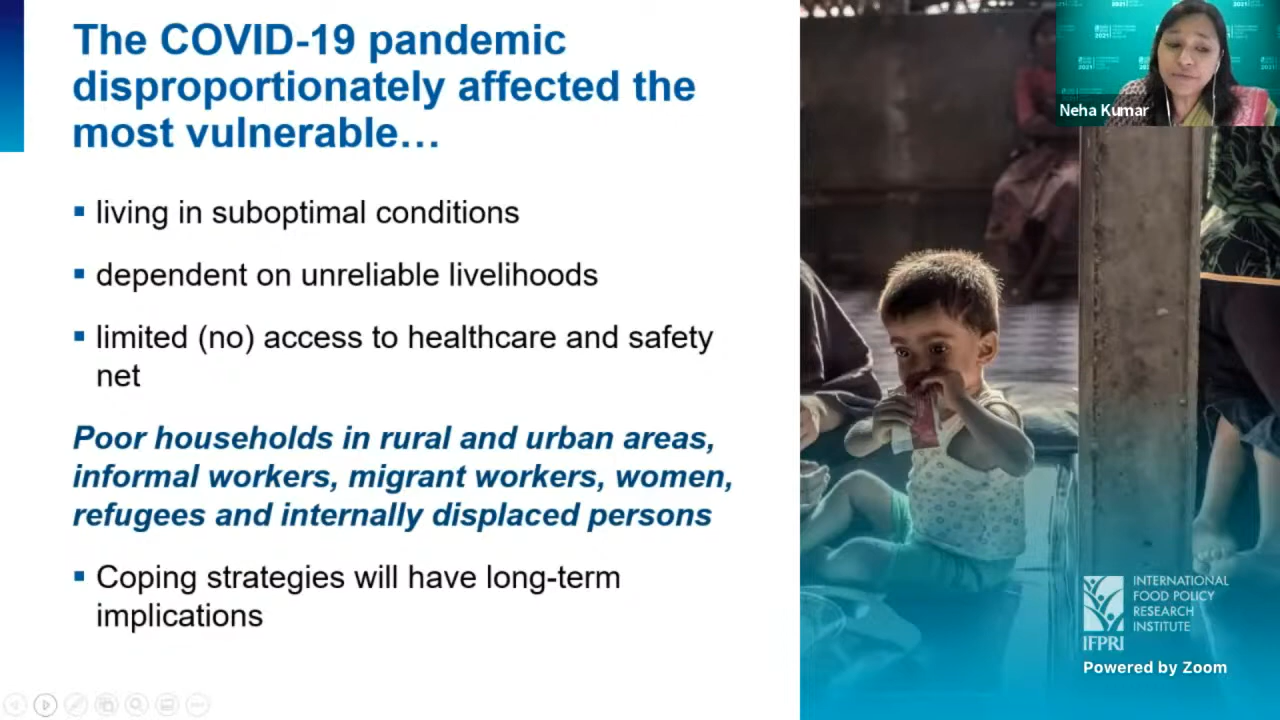 The COVID-19 pandemic
disproportionately affected the
most vulnerable…
living in suboptimal conditions
dependent on unreliable livelihoods
limited (no) access to healthcare and safety
net
Poor households in rural and urban areas,
informal workers, migrant workers, women,
refugees and internally displaced persons
Coping strategies will have long-term
implications
Neha Kumar
INTERNATIONAL
FOOD POLICY
RESEARCH
INSTITUTE
IFPRI
Powered by Zoom